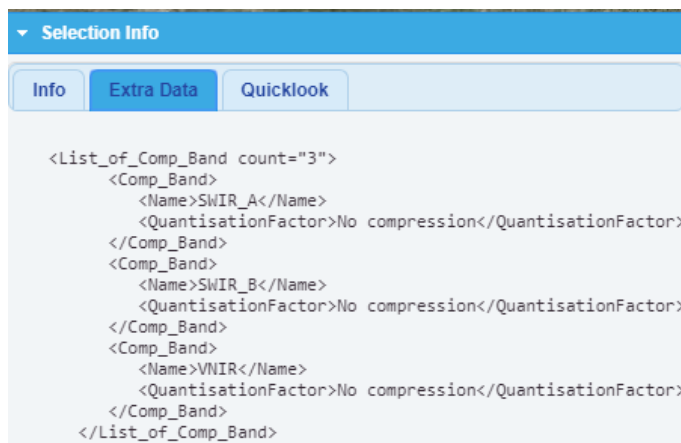 Selection Info
Info Extra Data Quicklook
<List_of_Comp_Band count="3">
<Comp_Band>
<Name>SWIR_A</Name>
<QuantisationFactor>No compression</QuantisationFactor>
</Comp_Band>
<Comp_Band>
<Name>SWIR_B</Name>
<QuantisationFactor>No compression</QuantisationFactor>
</Comp_Band>
<Comp_Band>
<Name>VNIR</Name>
<QuantisationFactor>No compression</QuantisationFactor>
</Comp_Band>
</List_of_Comp_Band>